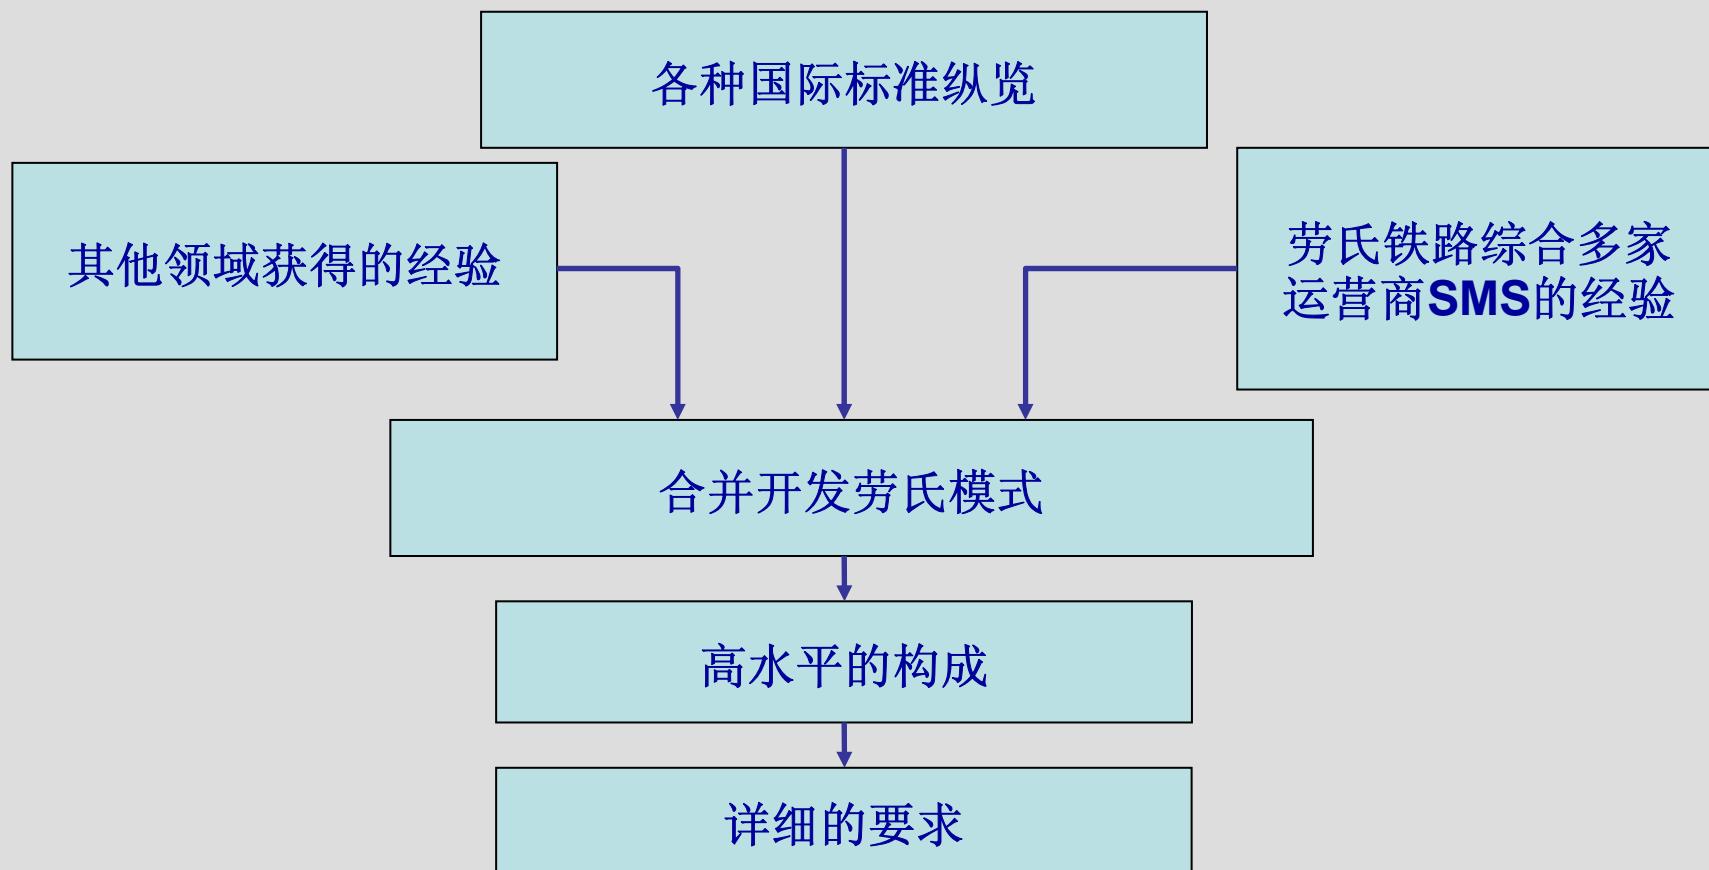 各种国际标准纵览
其他领域获得的经验
劳氏铁路综合多家
运营商SMS的经验
合并开发劳氏模式
高水平的构成
详细的要求